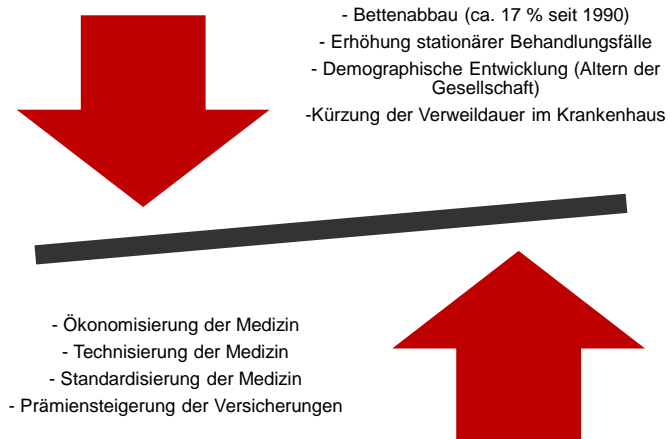 - Bettenabbau (ca. 17 % seit 1990)
- Erhöhung stationärer Behandlungsfälle
- Demographische Entwicklung (Altern der
Gesellschaft)
-Kürzung der Verweildauer im Krankenhaus
- Ökonomisierung der Medizin
- Technisierung der Medizin
- Standardisierung der Medizin
- Prämiensteigerung der Versicherungen